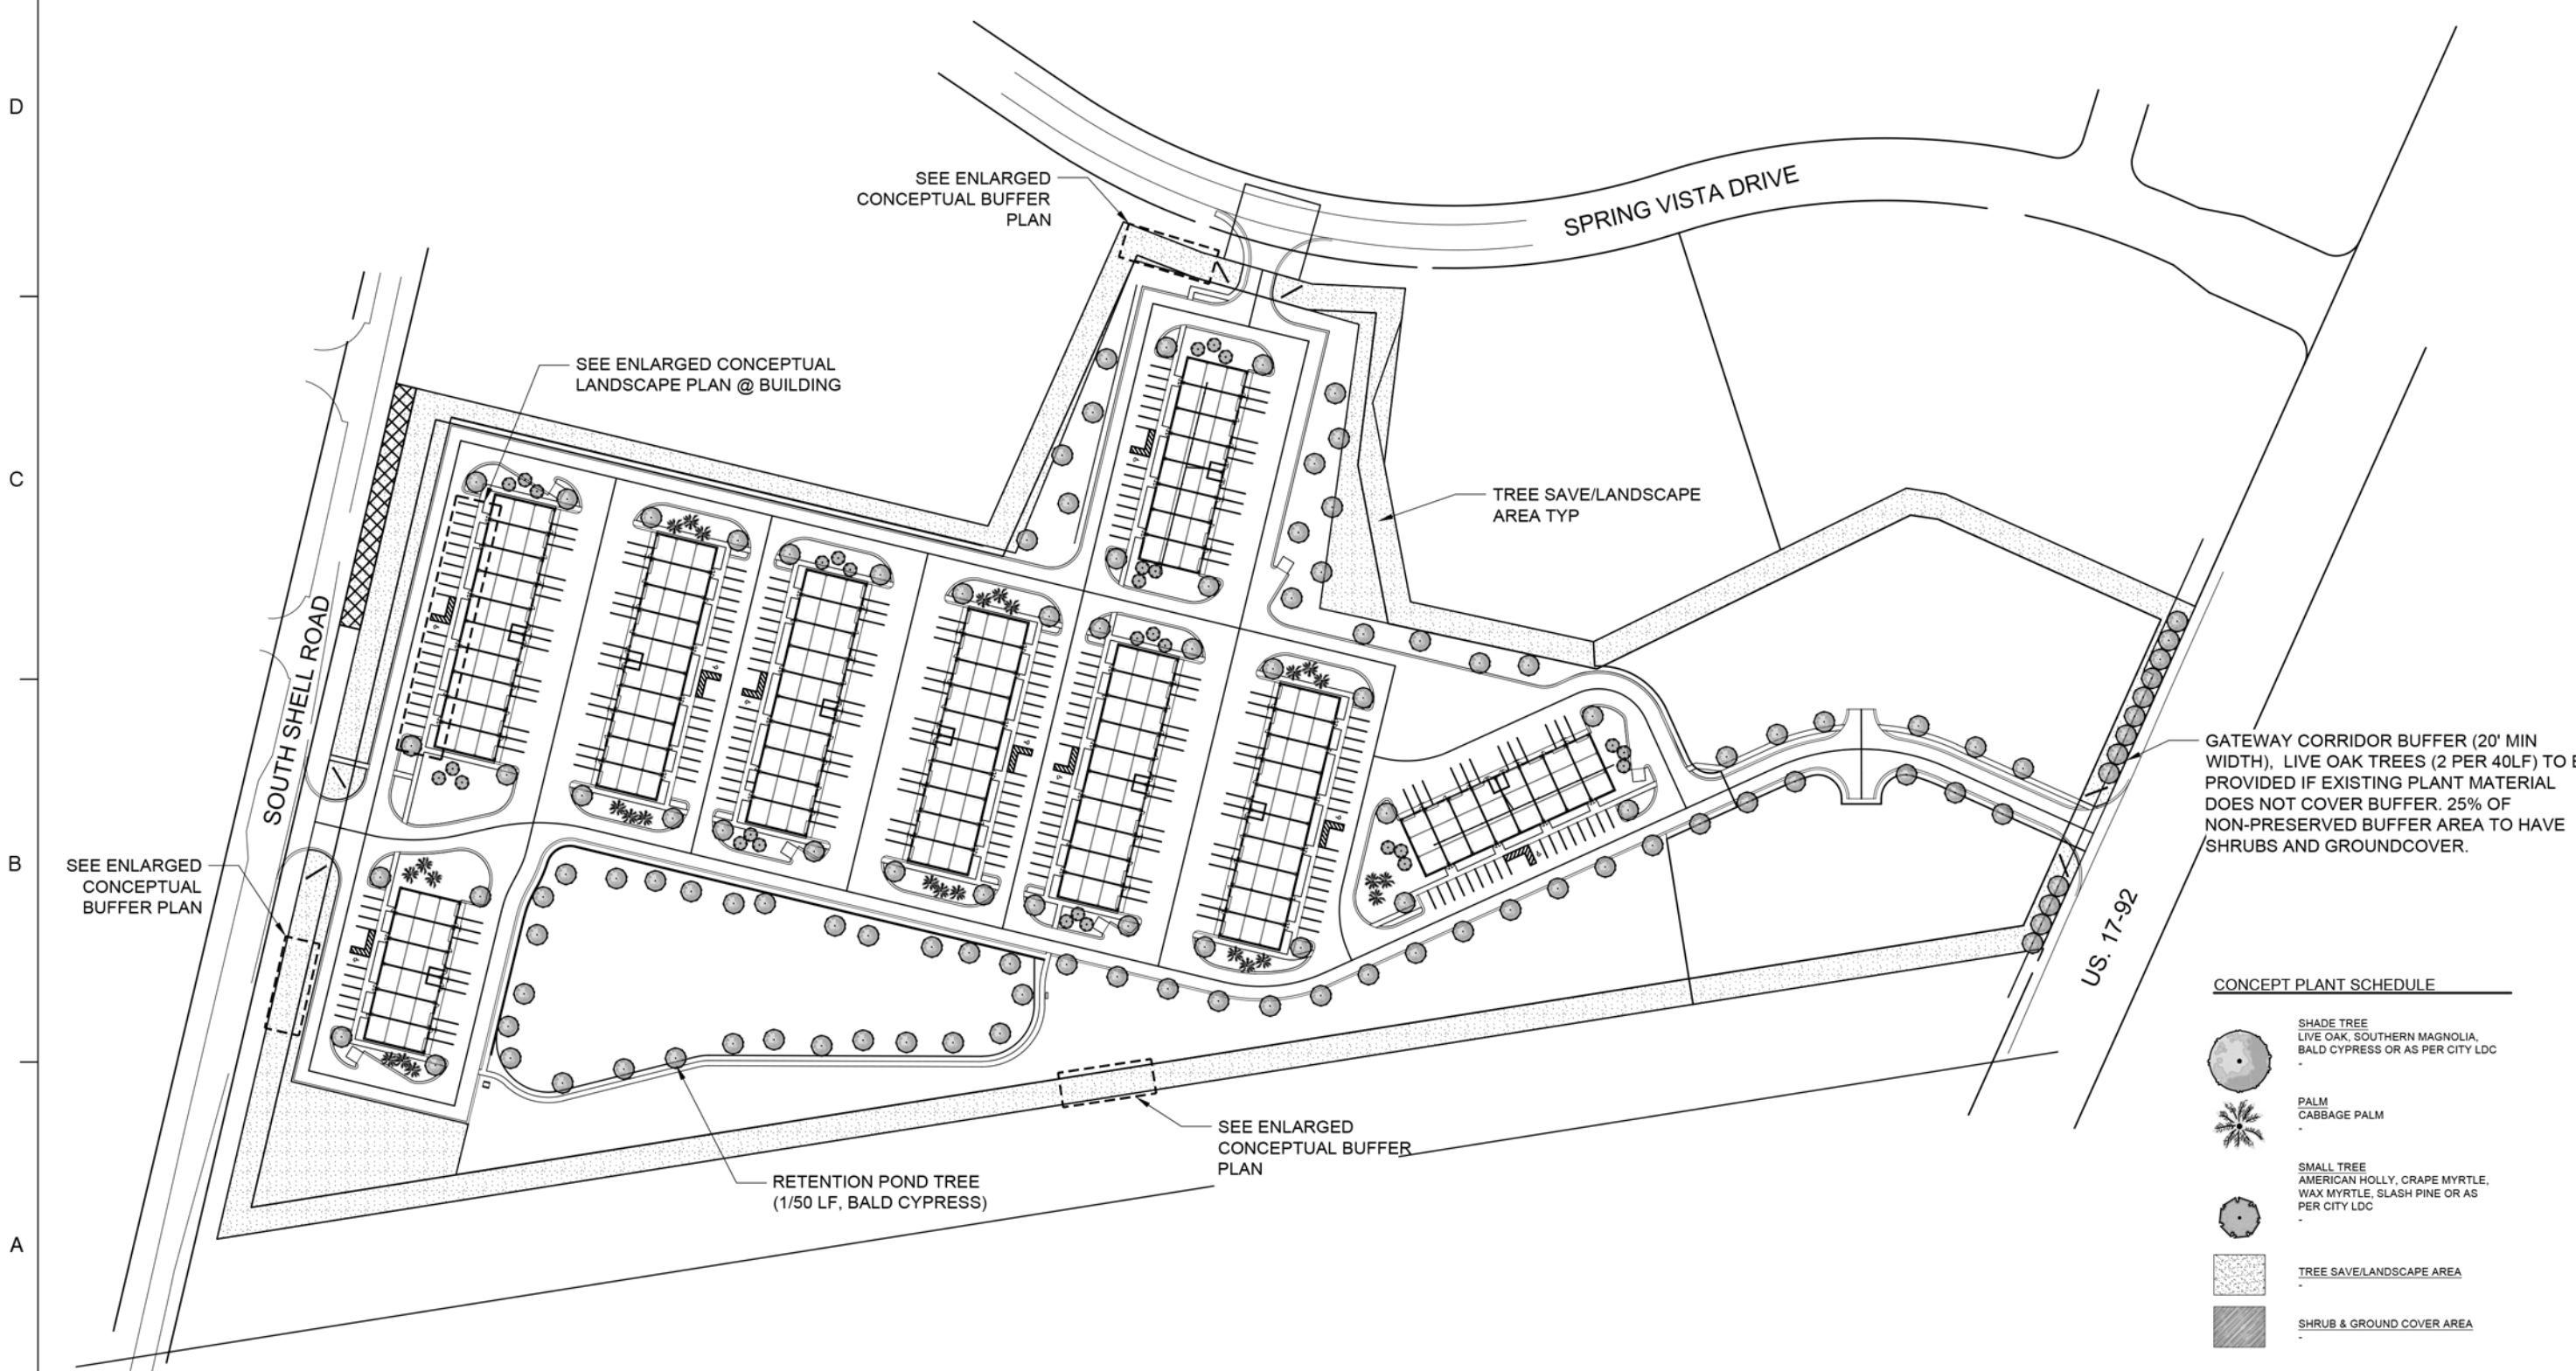 D
C
B
A
SEE ENLARGED
CONCEPTUAL BUFFER
PLAN
SPRING VISTA DRIVE
SEE ENLARGED CONCEPTUAL
LANDSCAPE PLAN @ BUILDING
TREE SAVE/LANDSCAPE
AREA TYP
SOUTH SHELL ROAD
GATEWAY CORRIDOR BUFFER (20' MIN
WIDTH), LIVE OAK TREES (2 PER 40LF) TO
PROVIDED IF EXISTING PLANT MATERIAL
DOES NOT COVER BUFFER. 25% OF
NON-PRESERVED BUFFER AREA TO HAVE
SHRUBS AND GROUNDCOVER.
SEE ENLARGED
CONCEPTUAL
BUFFER PLAN
US. 17-92
SEE ENLARGED
CONCEPTUAL BUFFER
PLAN
RETENTION POND TREE
(1/50 LF, BALD CYPRESS)
CONCEPT PLANT SCHEDULE
SHADE TREE
LIVE OAK, SOUTHERN MAGNOLIA,
BALD CYPRESS OR AS PER CITY LDC
-
PALM
CABBAGE PALM
-
SMALL TREE
AMERICAN HOLLY, CRAPE MYRTLE,
WAX MYRTLE, SLASH PINE OR AS
PER CITY LDC
-
TREE SAVE/LANDSCAPE AREA
-
SHRUB & GROUND COVER AREA
-